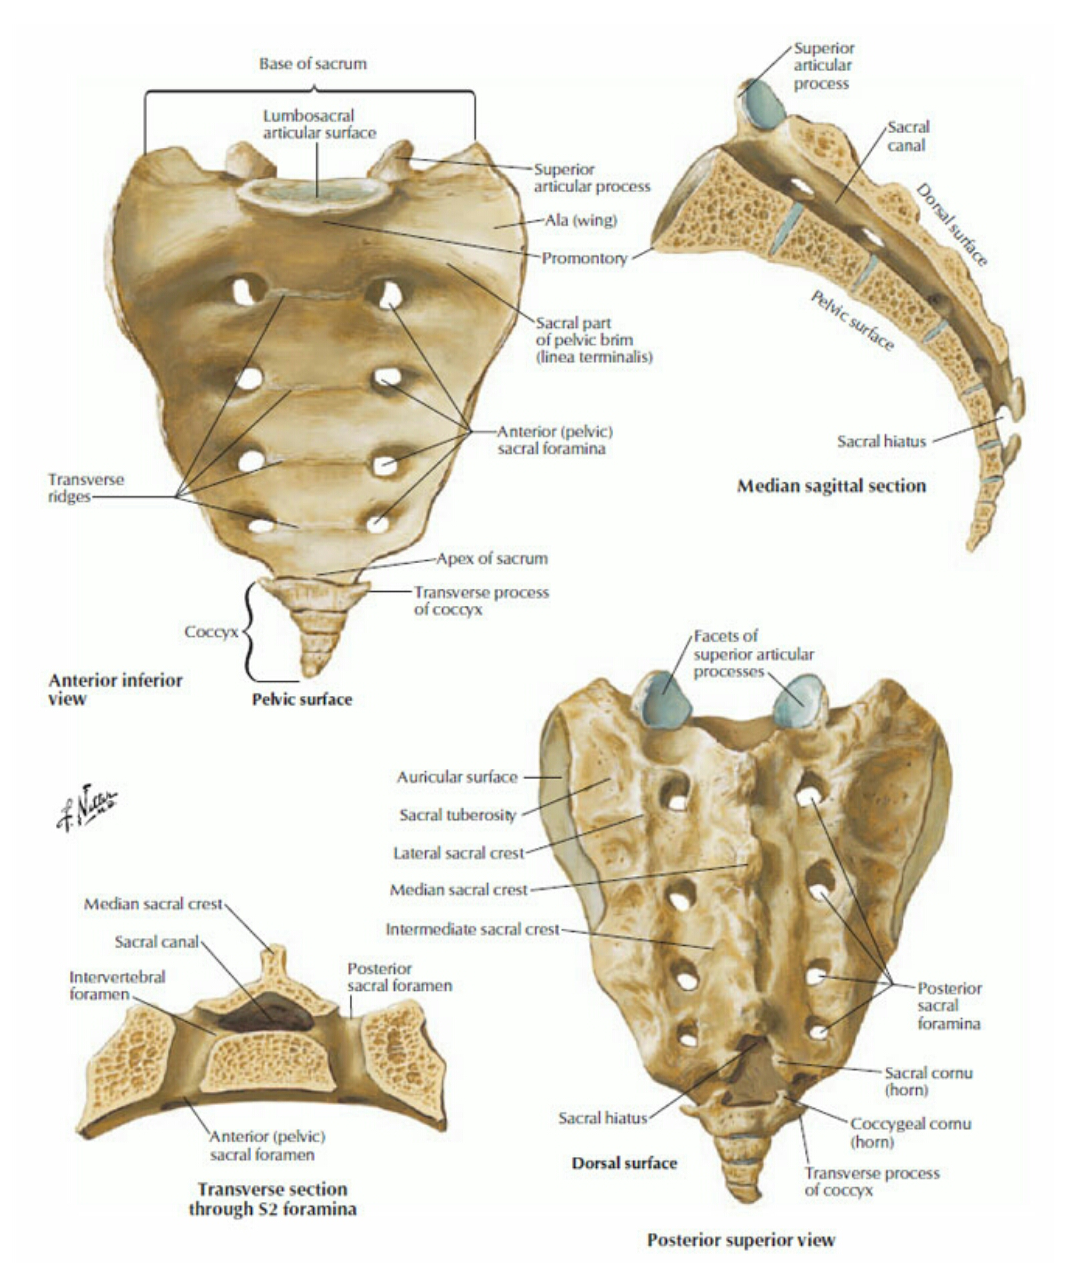 Base of sacrum
Lumbosacral
articular surface
Superior
articular process
Ala (wing)
Promontory
Sacral part
of pelvic brim
(linea terminalis)
Anterior (pelvic)
sacral foramina
Transverse
ridges
Apex of sacrum
Transverse process
of coccyx
Coccyx
Anterior inferior
view
Pelvic surface
Superior
articular
process
Sacral
canal
Dorsal surface
Pelvic surface
Sacral hiatus
Median sagittal section
Facets of
superior articular
processes
Auricular surface
Sacral tuberosity
Lateral sacral crest
Median sacral crest
Intermediate sacral crest
Posterior
sacral
foramina
Sacral cornu
(horn)
Sacral hiatus
Coccygeal cornu
(horn)
Dorsal surface
Transverse process
of coccyx
Posterior superior view
F. Netter
M.D.
Median sacral crest
Sacral canal
Intervertebral
foramen
Posterior
sacral foramen
Anterior (pelvic)
sacral foramen
Transverse section
through S2 foramina